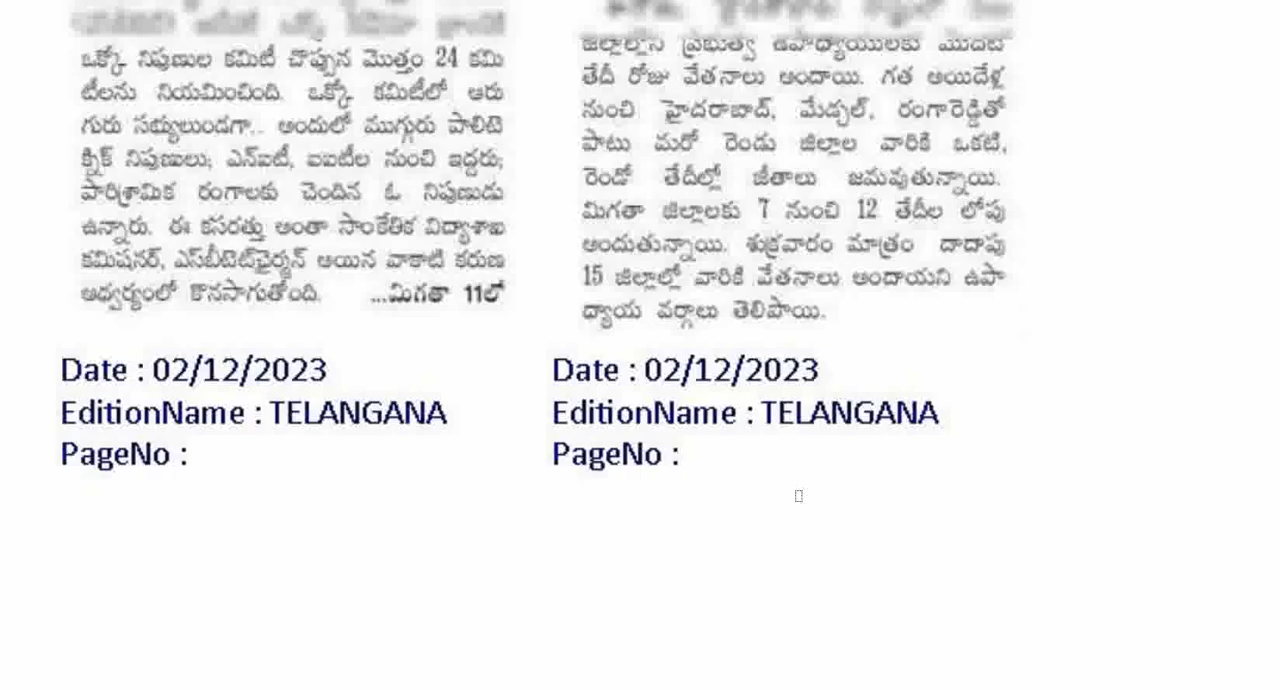 ఒక్కో నిపుణుల కమిటీ చొప్పున మొత్తం 24 కమి
టీలను నియమించింది. ఒక్కో కమిటీలో ఆరు
గురు సభ్యులుండగా.. అందులో ముగ్గురు పాలిటె
క్నిక్ నిపుణులు; ఎన్ఐటీ, ఐఐటీల నుంచి ఇద్దరు;
పారిశ్రామిక రంగాలకు చెందిన ఓ నిపుణుడు
ఉన్నారు. ఈ కసరత్తు అంతా సాంకేతిక విద్యాశాఖ
కమిషనర్, ఎస్‌బీటెట్‌ఛైర్మన్ అయిన వాకాటి కరుణ
ఆధ్వర్యంలో కొనసాగుతోంది. ...మిగతా 11లో
Date : 02/12/2023
EditionName : TELANGANA
PageNo :
జిల్లాల్లోని ప్రభుత్వ ఉపాధ్యాయులకు మొదటి
తేదీ రోజు వేతనాలు అందాయి. గత అయిదేళ్ల
నుంచి హైదరాబాద్, మేడ్చల్, రంగారెడ్డితో
పాటు మరో రెండు జిల్లాల వారికి ఒకటి,
రెండో తేదీల్లో జీతాలు జమవుతున్నాయి.
మిగతా జిల్లాలకు 7 నుంచి 12 తేదీల లోపు
అందుతున్నాయి. శుక్రవారం మాత్రం దాదాపు
15 జిల్లాల్లో వారికి వేతనాలు అందాయని ఉపా
ధ్యాయ వర్గాలు తెలిపాయి.
Date : 02/12/2023
EditionName : TELANGANA
PageNo :